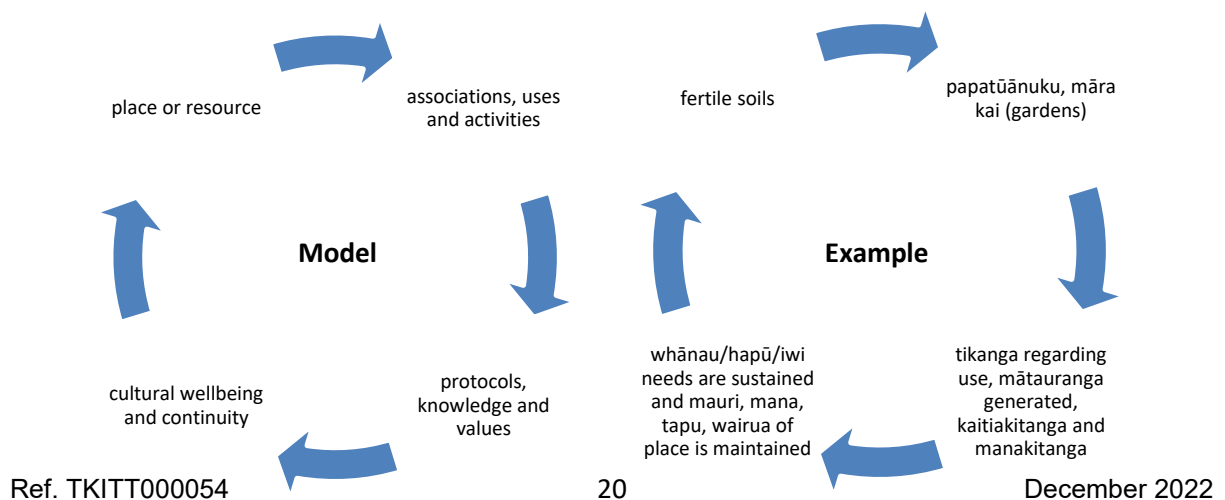 place or resource
associations, uses
and activities
Model
protocols,
knowledge and
values
cultural wellbeing
and continuity
fertile soils
papatūānuku, māra
kai (gardens)
Example
tikanga regarding
use, mātauranga
generated,
kaitiakitanga and
manakitanga
whānau/hapū/iwi
needs are sustained
and mauri, mana,
tapu, wairua of
place is maintained
Ref. TKITT000054
20
December 2022